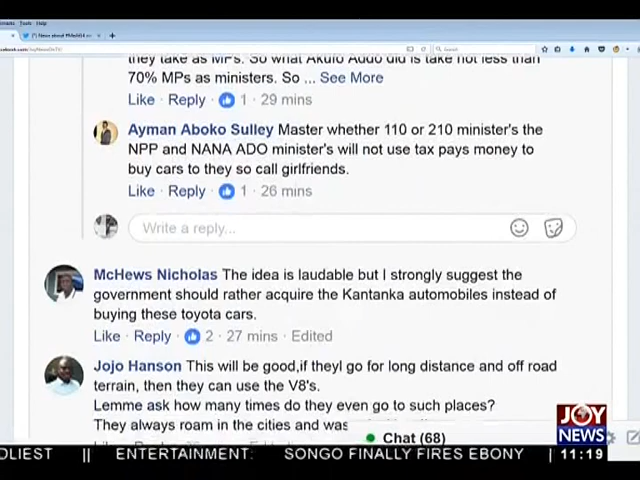 Tools Help
they take as MPs. So what Akufo Addo did is take not less than
70% MPs as ministers. So ... See More
Like · Reply · 1 · 29 mins
Ayman Aboko Sulley Master whether 110 or 210 minister's the
NPP and NANA ADO minister's will not use tax pays money to
buy cars to they so call girlfriends.
Like · Reply · 1 · 26 mins
Write a reply...
McHews Nicholas The idea is laudable but I strongly suggest the
government should rather acquire the Kantanka automobiles instead of
buying these toyota cars.
Like · Reply · 2 · 27 mins · Edited
Jojo Hanson This will be good,if theyl go for long distance and off road
terrain, then they can use the V8's.
Lemme ask how many times do they even go to such places?
They always roam in the cities and was
Chat (68)
JOY
NEWS
OLIEST || ENTERTAINMENT: SONGO FINALLY FIRES EBONY
11:19